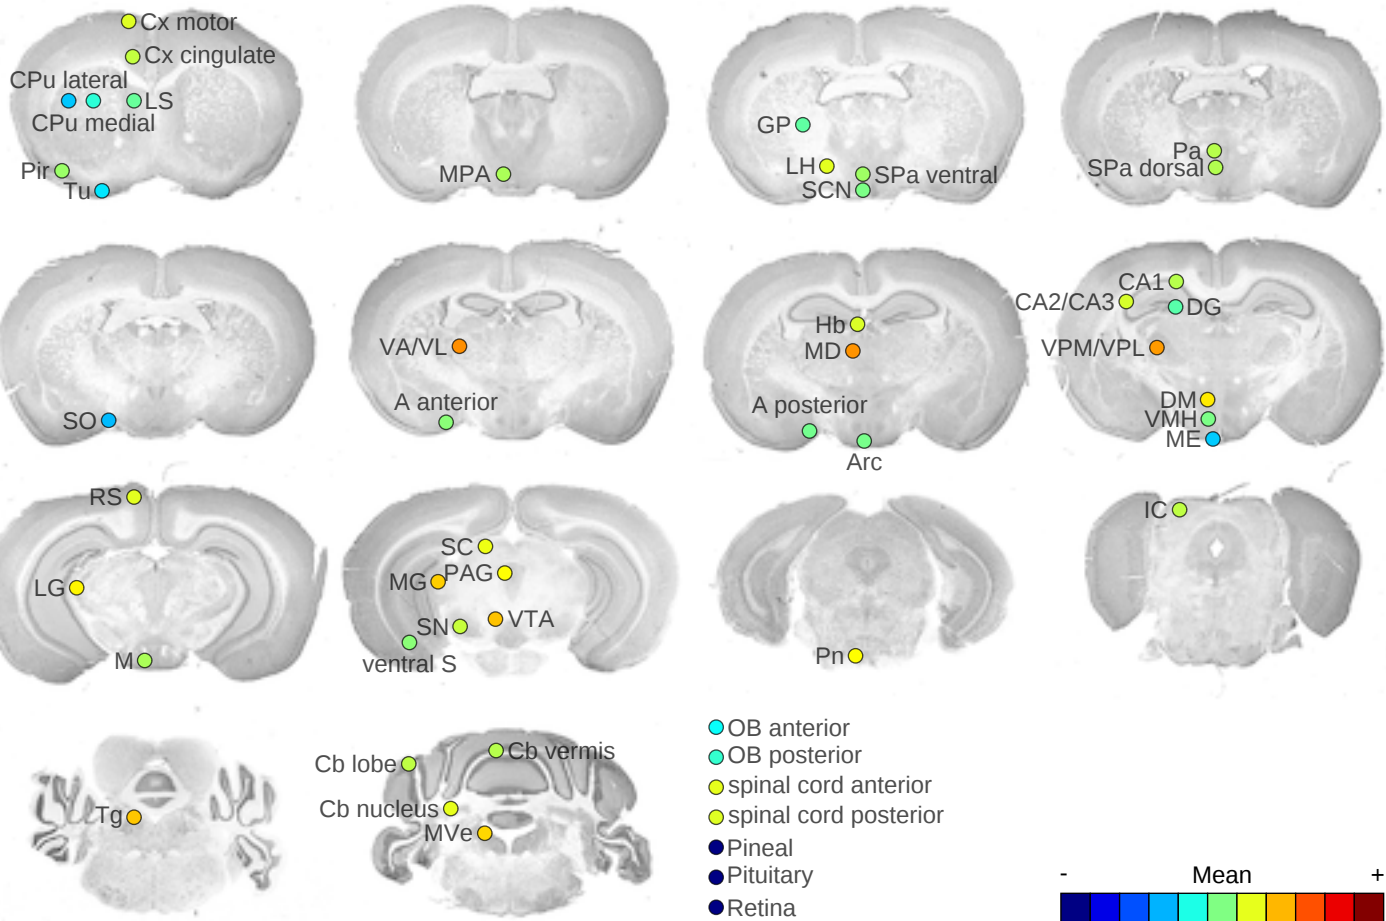 Cx motor
Cx cingulate
CPu lateral
LS
CPu medial
Pir
Tu
MPA
GP
LH
SPa ventral
SCN
Pa
SPa dorsal
SO
VA/VL
A anterior
Hb
MD
A posterior
Arc
CA1
CA2/CA3
DG
VPM/VPL
DM
VMH
ME
RS
LG
M
SC
MG
PAG
VTA
SN
ventral S
Pn
IC
Tg
Cb lobe
Cb vermis
Cb nucleus
MVe
OB anterior
OB posterior
spinal cord anterior
spinal cord posterior
Pineal
Pituitary
Retina
- Mean +